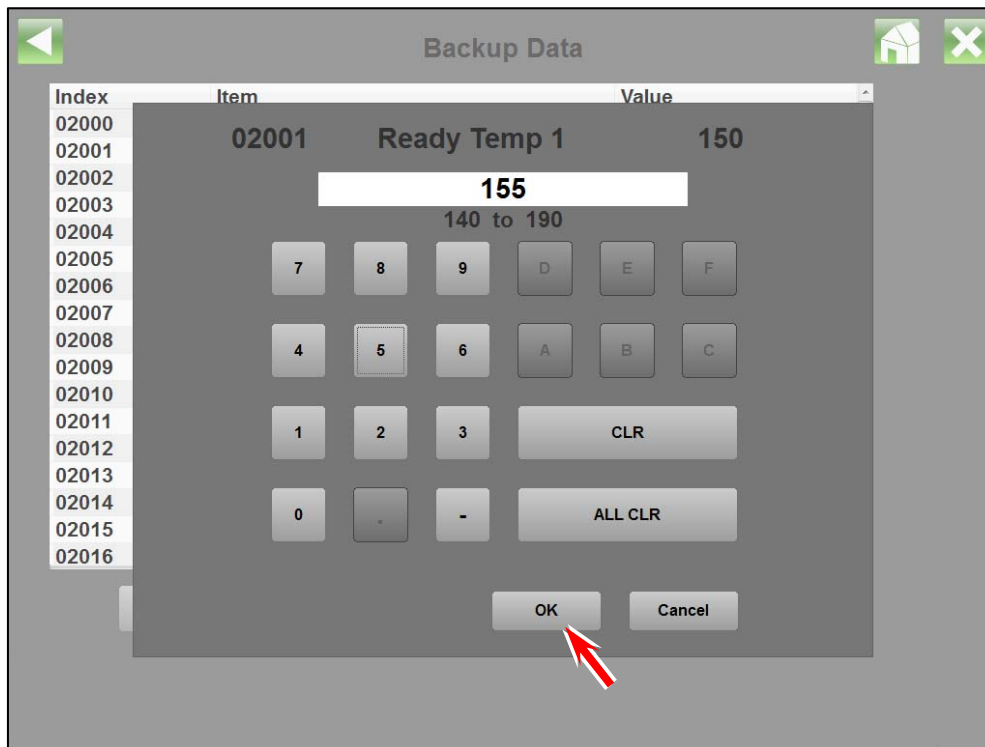 Backup Data
Index Item Value
02000
02001
02002
02003
02004
02005
02006
02007
02008
02009
02010
02011
02012
02013
02014
02015
02016
02001 Ready Temp 1 150
155
140 to 190
7 8 9 D E F
4 5 6 A B C
1 2 3 CLR
0 . - ALL CLR
OK Cancel